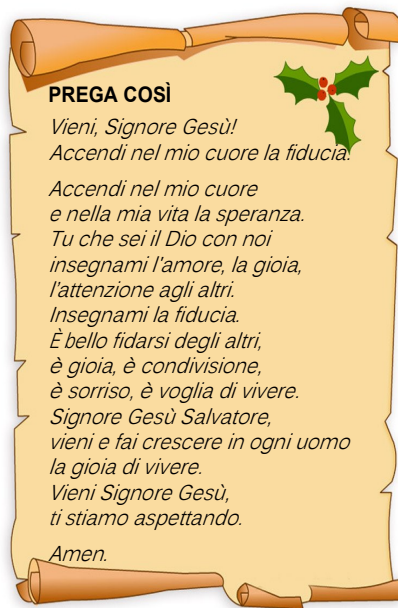 PREGA COSÌ
Vieni, Signore Gesù!
Accendi nel mio cuore la fiducia!
Accendi nel mio cuore
e nella mia vita la speranza.
Tu che sei il Dio con noi
insegnami l'amore, la gioia,
l'attenzione agli altri.
Insegnami la fiducia.
È bello fidarsi degli altri,
è gioia, è condivisione,
è sorriso, è voglia di vivere.
Signore Gesù Salvatore,
vieni e fai crescere in ogni uomo
la gioia di vivere.
Vieni Signore Gesù,
ti stiamo aspettando.
Amen.